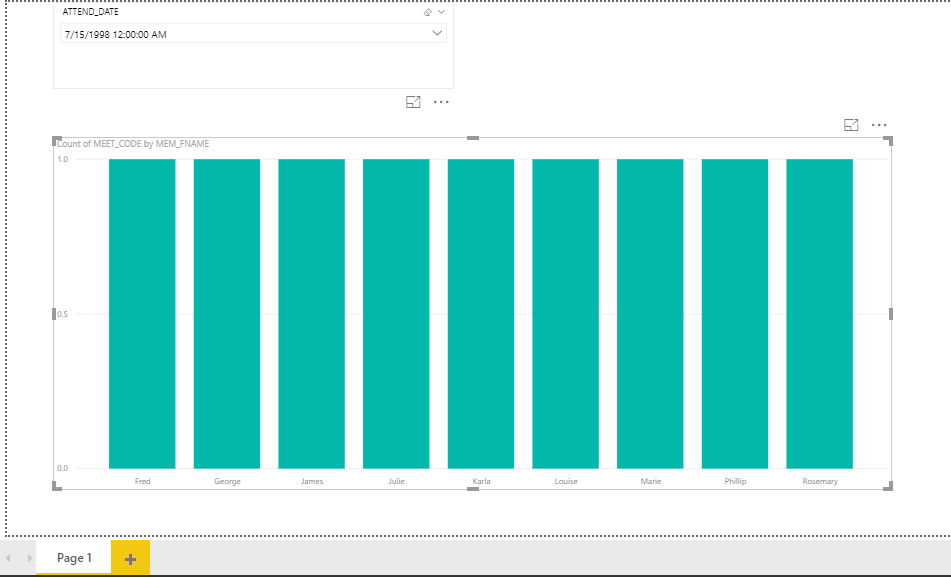 ATTEND_DATE
7/15/1998 12:00:00 AM
Count of MEET_CODE by MEM_FNAME
1.0
0.5
0.0
Fred George James Julie Karla Louise Marie Phillip Rosemary
Page 1